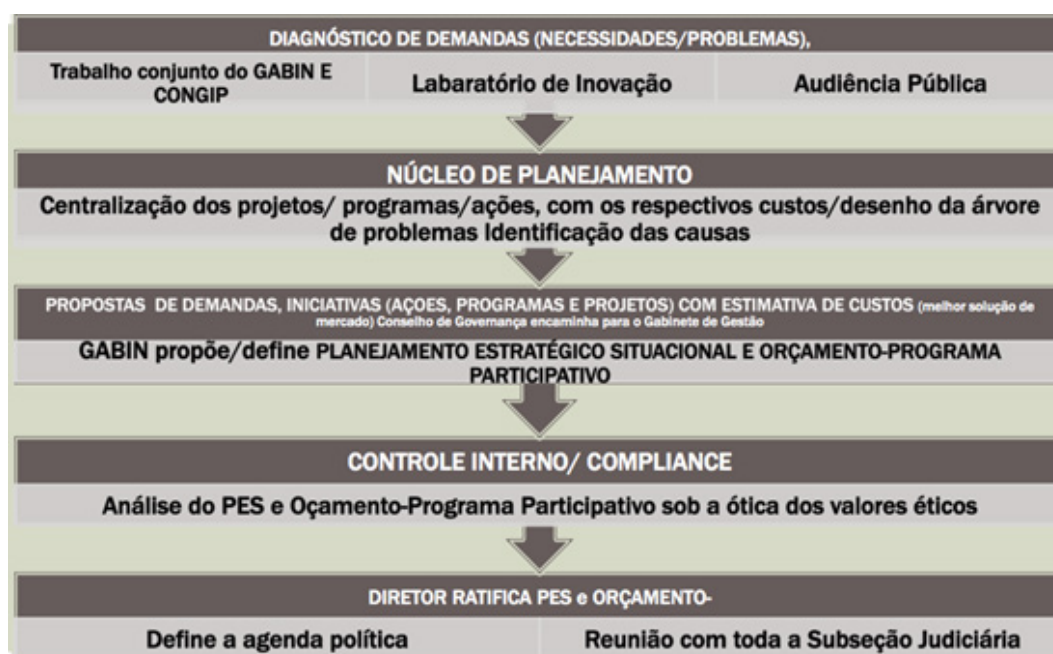 DIAGNÓSTICO DE DEMANDAS (NECESSIDADES/PROBLEMAS),
Trabalho conjunto do GABIN E
CONGIP
Labaratório de Inovação
Audiência Pública
NÚCLEO DE PLANEJAMENTO
Centralização dos projetos/ programas/ações, com os respectivos custos/desenho da árvore
de problemas Identificação das causas
PROPOSTAS DE DEMANDAS, INICIATIVAS (AÇOES, PROGRAMAS E PROJETOS) COM ESTIMATIVA DE CUSTOS (melhor solução de
mercado) Conselho de Governança encaminha para o Gabinete de Gestão
GABIN propõe/define PLANEJAMENTO ESTRATÉGICO SITUACIONAL E ORÇAMENTO-PROGRAMA
PARTICIPATIVO
CONTROLE INTERNO/ COMPLIANCE
Análise do PES e Oçamento-Programa Participativo sob a ótica dos valores éticos
DIRETOR RATIFICA PES e ORÇAMENTO-
Define a agenda política
Reunião com toda a Subseção Judiciária